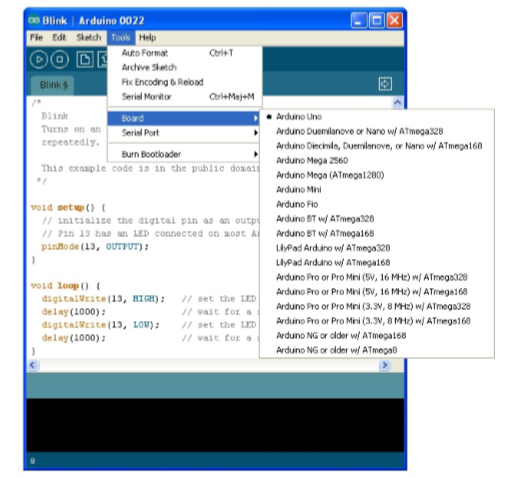 Blink | Arduino 0022
File Edit Sketch Tools Help
Auto Format Ctrl+T
Archive Sketch
Fix Encoding & Reload
Serial Monitor Ctrl+Maj+M
Board
Serial Port
Burn Bootloader
Arduino Uno
Arduino Duemilanove or Nano w/ ATmega328
Arduino Diecimila, Duemilanove, or Nano w/ ATmega168
Arduino Mega 2560
Arduino Mega (ATmega1280)
Arduino Mini
Arduino Fio
Arduino BT w/ ATmega328
Arduino BT w/ ATmega168
LilyPad Arduino w/ ATmega328
LilyPad Arduino w/ ATmega168
Arduino Pro or Pro Mini (5V, 16 MHz) w/ ATmega328
Arduino Pro or Pro Mini (5V, 16 MHz) w/ ATmega168
Arduino Pro or Pro Mini (3.3V, 8 MHz) w/ ATmega328
Arduino Pro or Pro Mini (3.3V, 8 MHz) w/ ATmega168
Arduino NG or older w/ ATmega168
Arduino NG or older w/ ATmega8
Blink §
/*
Blink
Turns on an
repeatedly.
This example code is in the public domai
*/
void setup() {
// initialize the digital pin as an outp
// Pin 13 has an LED connected on most A
pinMode(13, OUTPUT);
}
void loop() {
digitalWrite(13, HIGH); // set the LED
delay(1000); // wait for a
digitalWrite(13, LOW); // set the LED
delay(1000); // wait for a
}